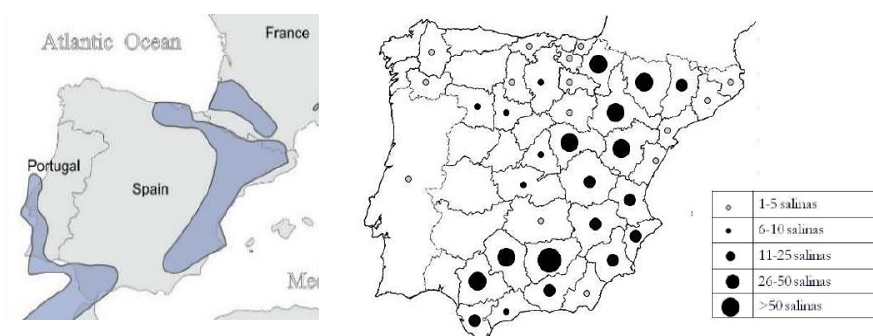 Atlantic Ocean
France
Portugal
Spain
Me
1-5 salinas
6-10 salinas
11-25 salinas
26-50 salinas
>50 salinas